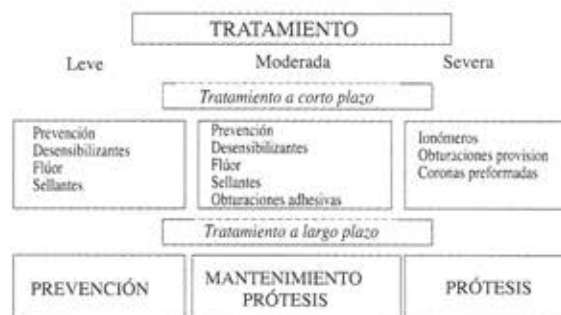 TRATAMIENTO
Leve Moderada Severa
Tratamiento a corto plazo
Prevención
Desensibilizantes
Flúor
Sellantes
Prevención
Desensibilizantes
Flúor
Sellantes
Obturaciones adhesivas
Ionómeros
Obturaciones provision
Coronas preformadas
Tratamiento a largo plazo
PREVENCIÓN
MANTENIMIENTO
PRÓTESIS
PRÓTESIS